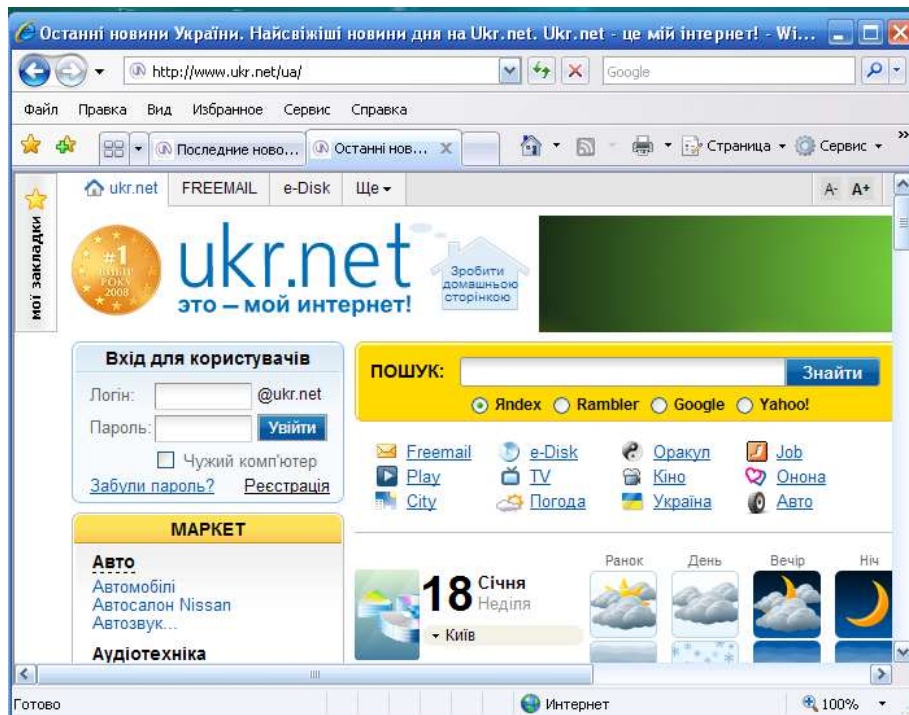 Останні новини України. Найсвіжіші новини дня на Ukr.net. Ukr.net - це мій інтернет! - Wi...
http://www.ukr.net/ua/
Google
Файл Правка Вид Избранное Сервис Справка
Последние ново... Останні нов... X Страница Сервис »
мої закладки
ukr.net FREEMAIL e-Disk Ще A- A+
#1
ВИБІР
РОКУ
2008
ukr.net
это – мой интернет!
Зробити
домашньою
сторінкою
Вхід для користувачів
Логін: @ukr.net
Пароль: Увійти
Чужий комп'ютер
Забули пароль? Реєстрація
ПОШУК: Знайти
Яndex Rambler Google Yahoo!
Freemail e-Disk Оракул Job
Play TV Кіно Онона
City Погода Україна Авто
МАРКЕТ
Авто
Автомобілі
Автосалон Nissan
Автозвук...
Аудіотехніка
18 Січня
Неділя
Київ
Ранок День Вечір Ніч
Готово Интернет 100%